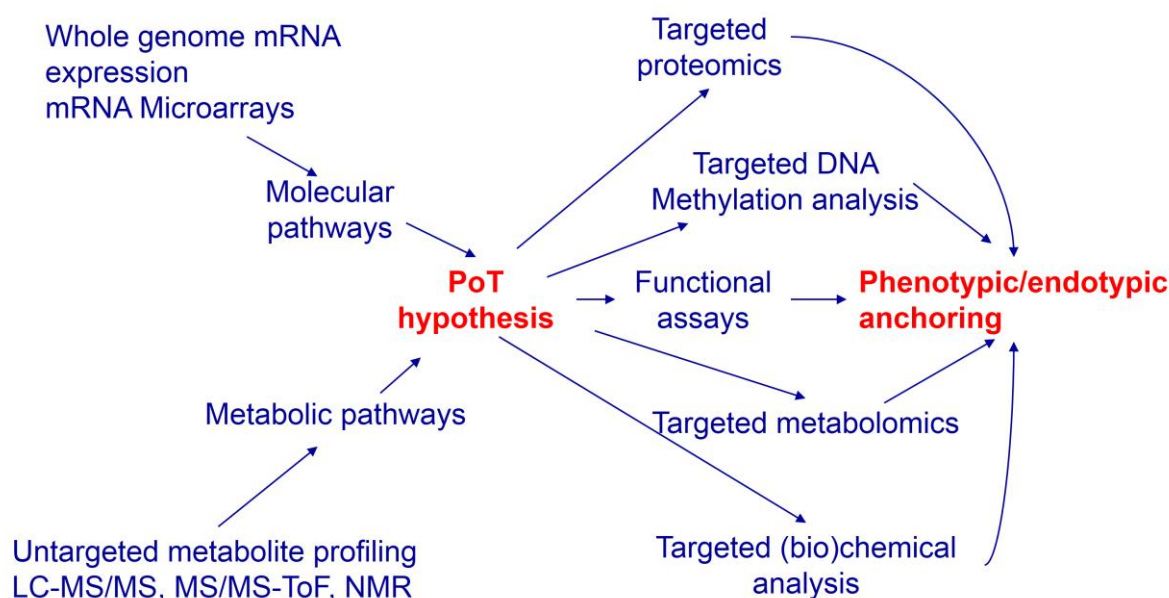 Whole genome mRNA
expression
mRNA Microarrays
Molecular
pathways
PoT
hypothesis
Metabolic pathways
Untargeted metabolite profiling
LC-MS/MS, MS/MS-ToF, NMR
Targeted
proteomics
Targeted DNA
Methylation analysis
Functional
assays
Targeted metabolomics
Targeted (bio)chemical
analysis
Phenotypic/endotypic
anchoring